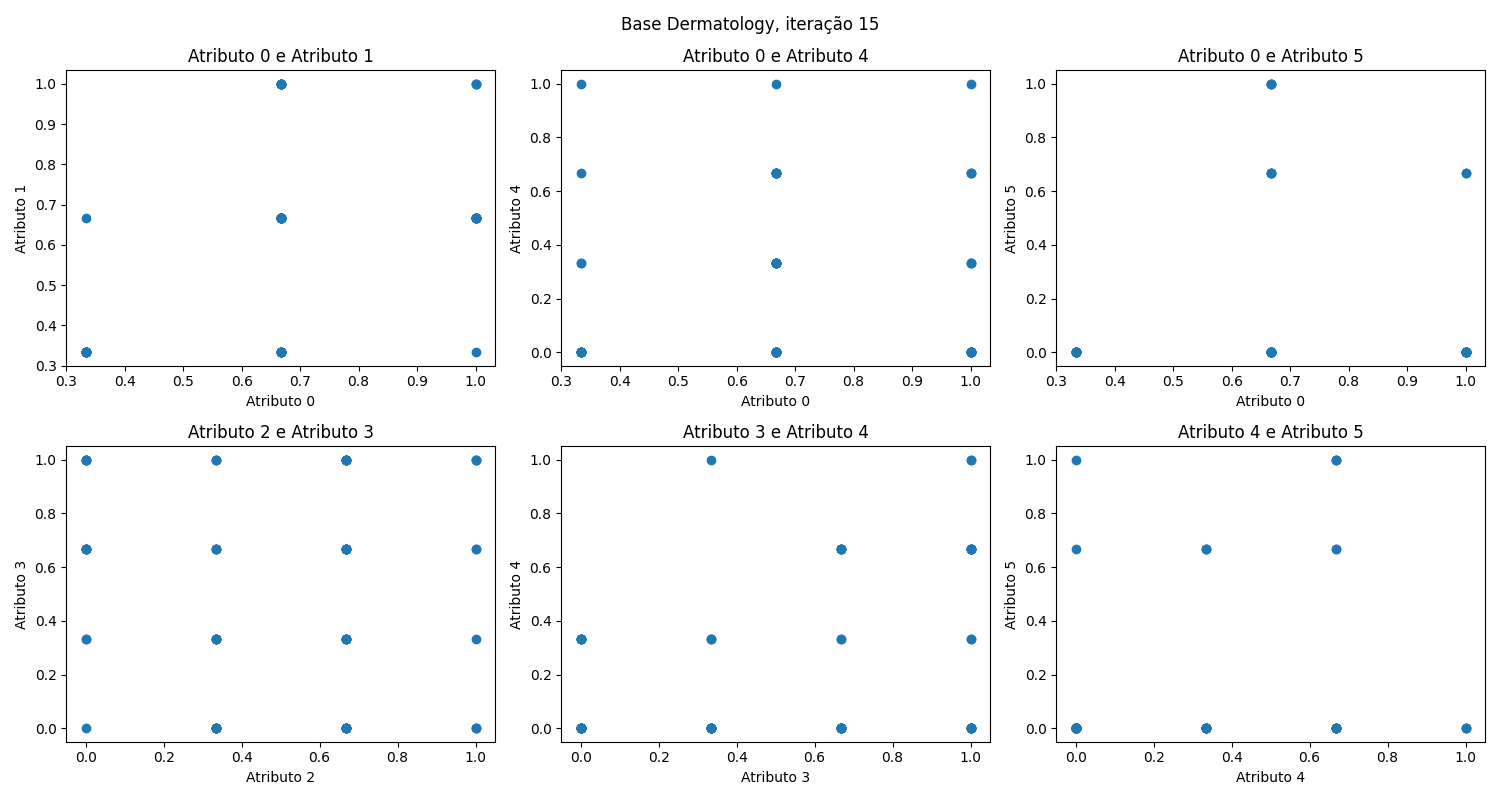 Base Dermatology, iteração 15
Atributo 0 e Atributo 1
Atributo 0 e Atributo 4
Atributo 0 e Atributo 5
1.0
0.9
0.8
0.7
0.6
0.5
0.4
0.3
Atributo 1
0.3 0.4 0.5 0.6 0.7 0.8 0.9 1.0
Atributo 0
1.0
0.8
0.6
0.4
0.2
0.0
Atributo 4
0.3 0.4 0.5 0.6 0.7 0.8 0.9 1.0
Atributo 0
1.0
0.8
0.6
0.4
0.2
0.0
Atributo 5
0.3 0.4 0.5 0.6 0.7 0.8 0.9 1.0
Atributo 0
Atributo 2 e Atributo 3
Atributo 3 e Atributo 4
Atributo 4 e Atributo 5
1.0
0.8
0.6
0.4
0.2
0.0
Atributo 3
0.0 0.2 0.4 0.6 0.8 1.0
Atributo 2
1.0
0.8
0.6
0.4
0.2
0.0
Atributo 4
0.0 0.2 0.4 0.6 0.8 1.0
Atributo 3
1.0
0.8
0.6
0.4
0.2
0.0
Atributo 5
0.0 0.2 0.4 0.6 0.8 1.0
Atributo 4